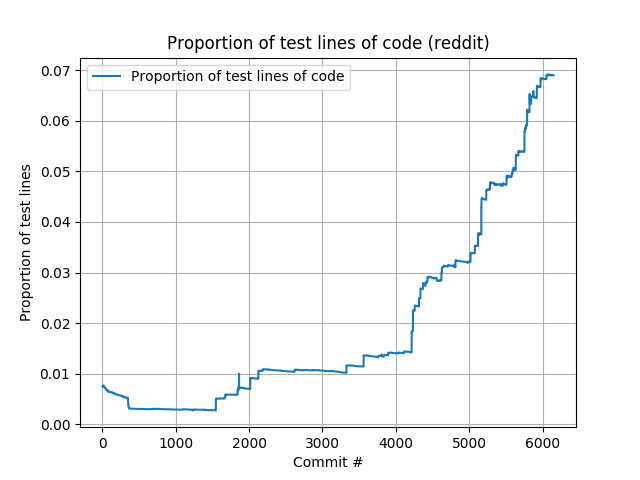 Proportion of test lines of code (reddit)
Proportion of test lines of code
0.07
0.06
0.05
0.04
0.03
0.02
0.01
0.00
Proportion of test lines
0 1000 2000 3000 4000 5000 6000
Commit #